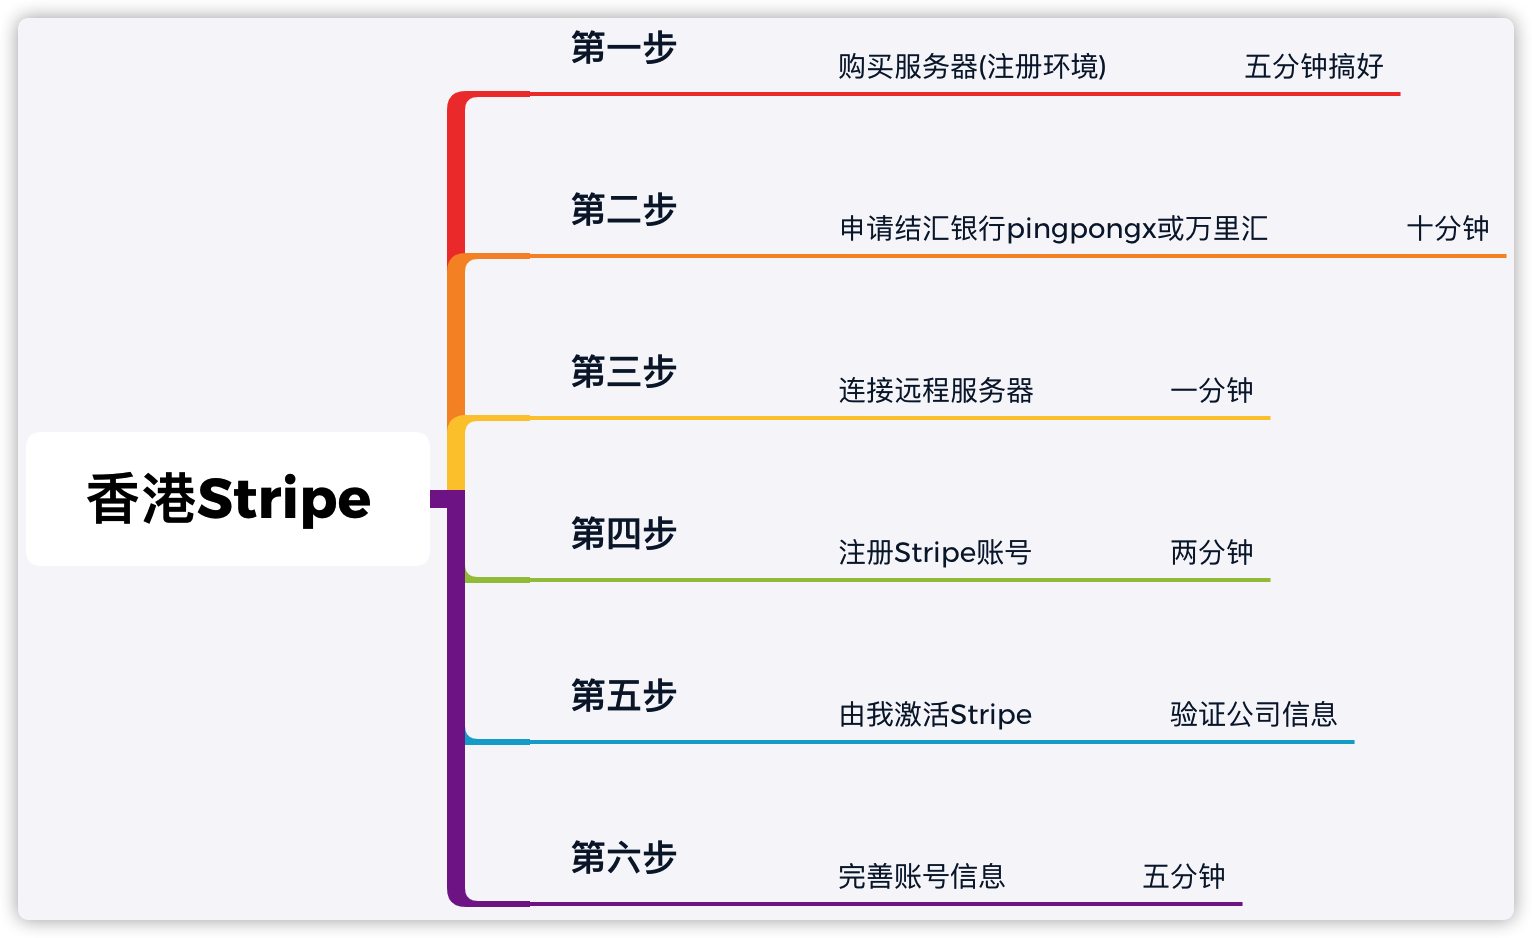 香港Stripe
第一步
购买服务器(注册环境)
五分钟搞好
第二步
申请结汇银行pingpongx或万里汇
十分钟
第三步
连接远程服务器
一分钟
第四步
注册Stripe账号
两分钟
第五步
由我激活Stripe
验证公司信息
第六步
完善账号信息
五分钟